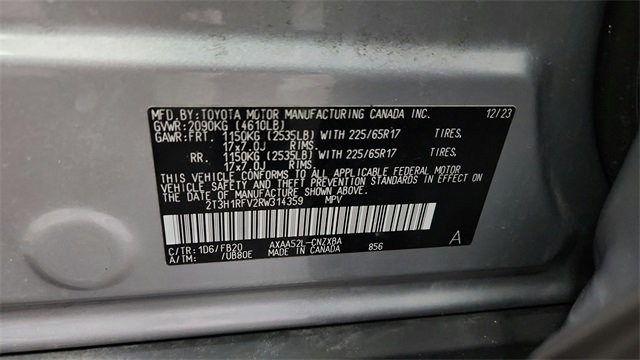 MFD.BY:TOYOTA MOTOR MANUFACTURING CANADA INC. 12/23
GVWR:2090KG (4610LB)
GAWR:FRT. 1150KG (2535LB) WITH 225/65R17 TIRES,
17x7.0J RIMS.
RR. 1150KG (2535LB) WITH 225/65R17 TIRES,
17x7.0J RIMS.
THIS VEHICLE CONFORMS TO ALL APPLICABLE FEDERAL MOTOR
VEHICLE SAFETY AND THEFT PREVENTION STANDARDS IN EFFECT ON
THE DATE OF MANUFACTURE SHOWN ABOVE.
2T3H1RFV2RW314359 MPV
C/TR:1D6/FB20 AXAA52L-CNZXBA 856 A
A/TM: /UB80E MADE IN CANADA